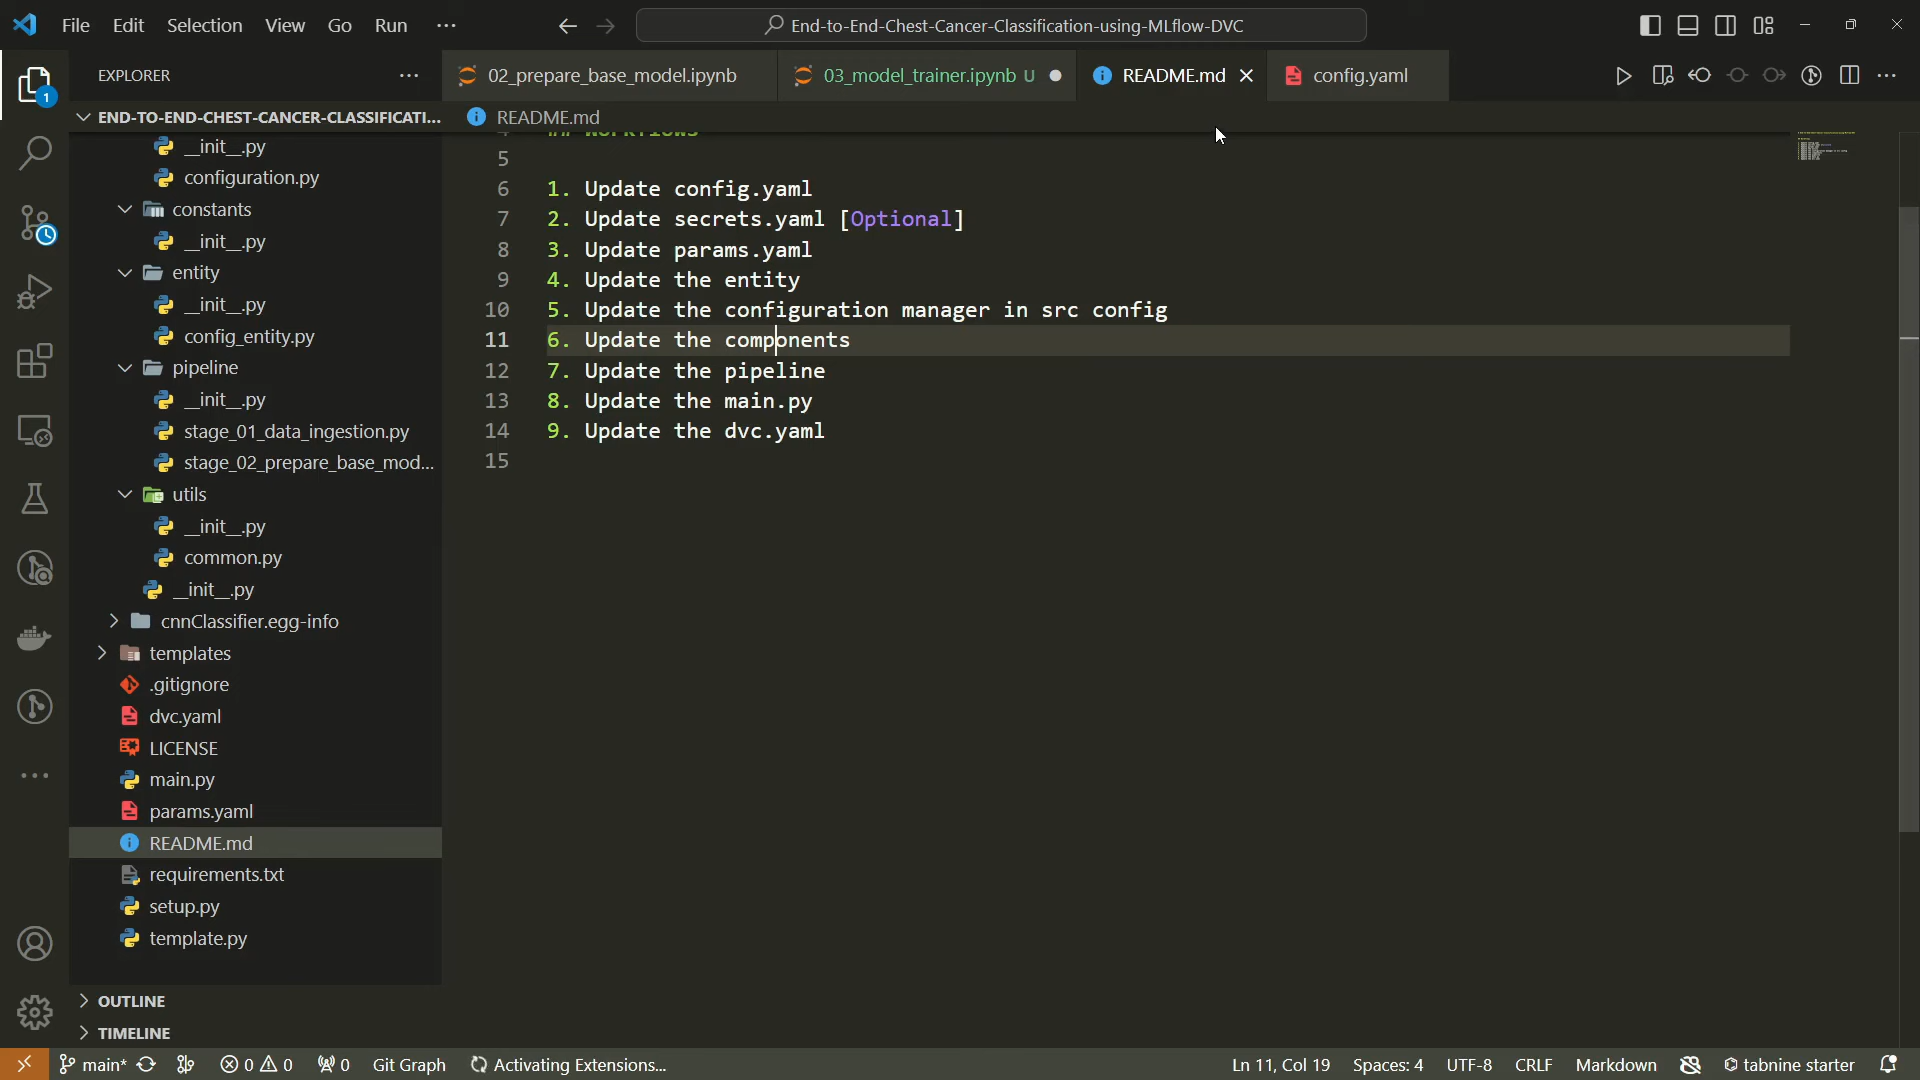 File Edit Selection View Go Run ···
End-to-End-Chest-Cancer-Classification-using-MLflow-DVC
EXPLORER
02_prepare_base_model.ipynb
03_model_trainer.ipynb U
README.md
config.yaml
END-TO-END-CHEST-CANCER-CLASSIFICATI...
README.md
__init__.py
configuration.py
constants
__init__.py
entity
__init__.py
config_entity.py
pipeline
__init__.py
stage_01_data_ingestion.py
stage_02_prepare_base_mod...
utils
__init__.py
common.py
__init__.py
cnnClassifier.egg-info
templates
.gitignore
dvc.yaml
LICENSE
main.py
params.yaml
README.md
requirements.txt
setup.py
template.py
OUTLINE
TIMELINE
5
6 1. Update config.yaml
7 2. Update secrets.yaml [Optional]
8 3. Update params.yaml
9 4. Update the entity
10 5. Update the configuration manager in src config
11 6. Update the components
12 7. Update the pipeline
13 8. Update the main.py
14 9. Update the dvc.yaml
15
1
main* 0 0 0 Git Graph Activating Extensions... Ln 11, Col 19 Spaces: 4 UTF-8 CRLF Markdown tabnine starter